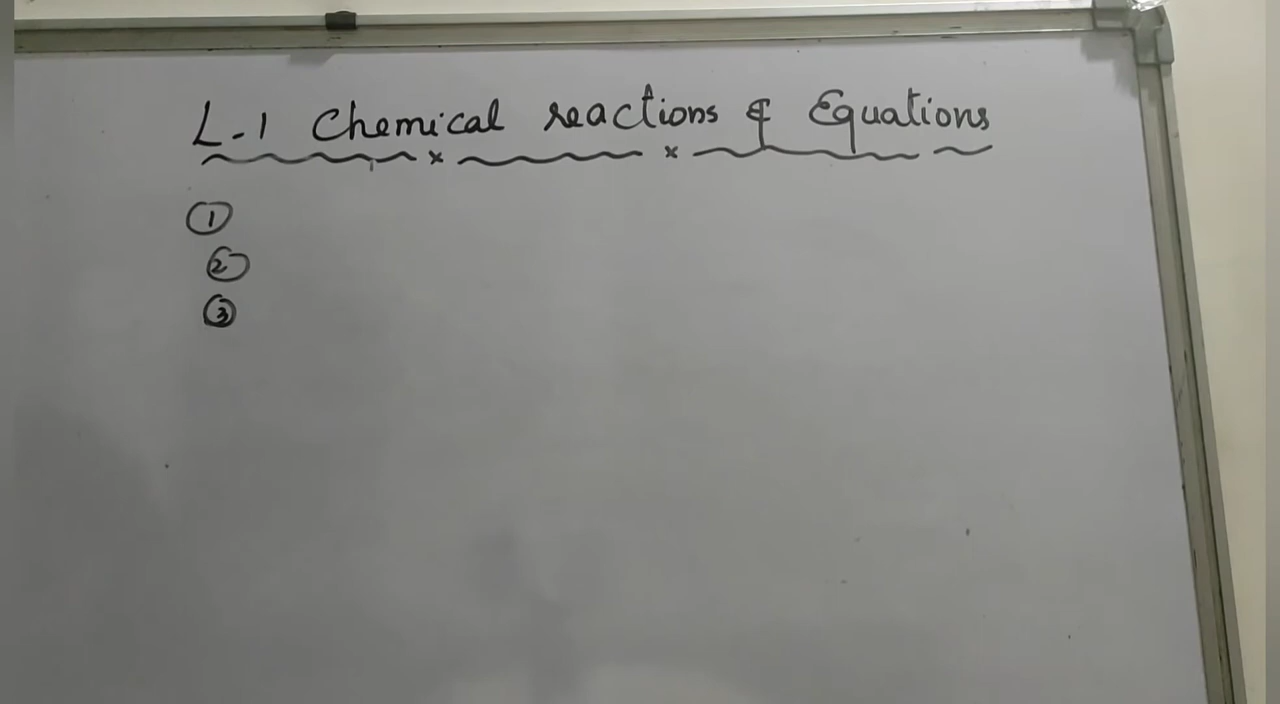 L-1 Chemical reactions & Equations
①
②
③